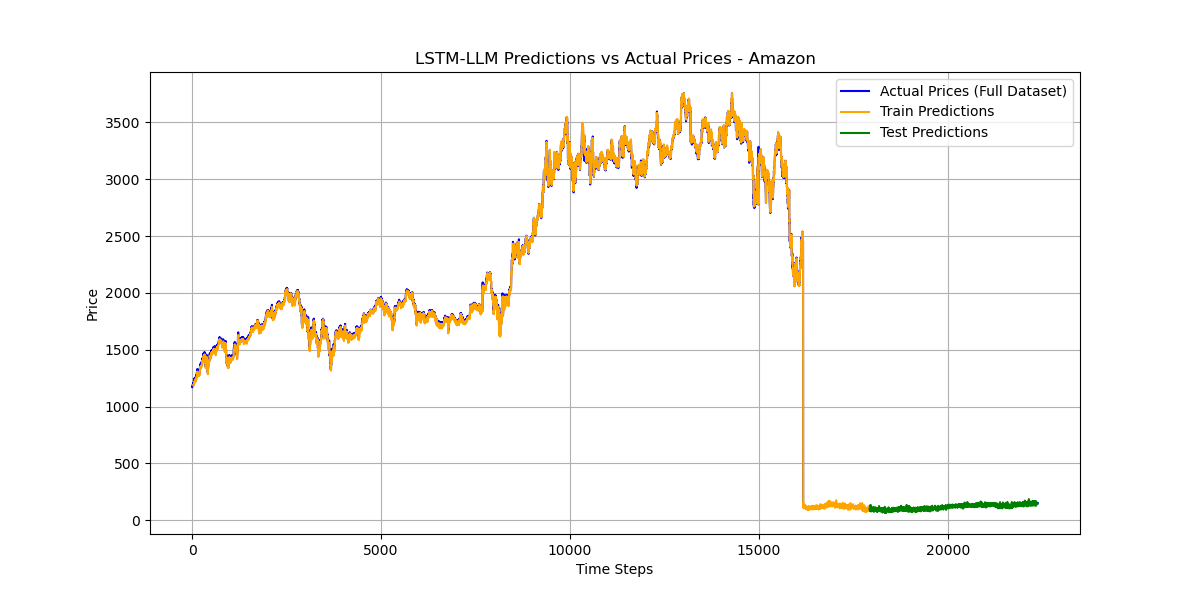 LSTM-LLM Predictions vs Actual Prices - Amazon
Actual Prices (Full Dataset)
Train Predictions
Test Predictions
Price
3500
3000
2500
2000
1500
1000
500
0
0
5000
10000
15000
20000
Time Steps